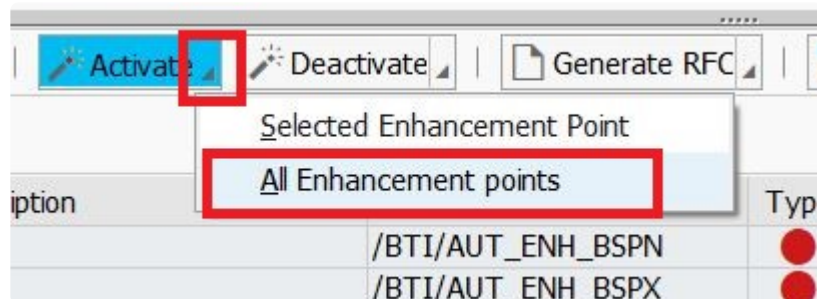 Activate Deactivate Generate RFC
Selected Enhancement Point
All Enhancement points
iption Typ
/BTI/AUT_ENH_BSPN
/BTI/AUT_ENH_BSPX